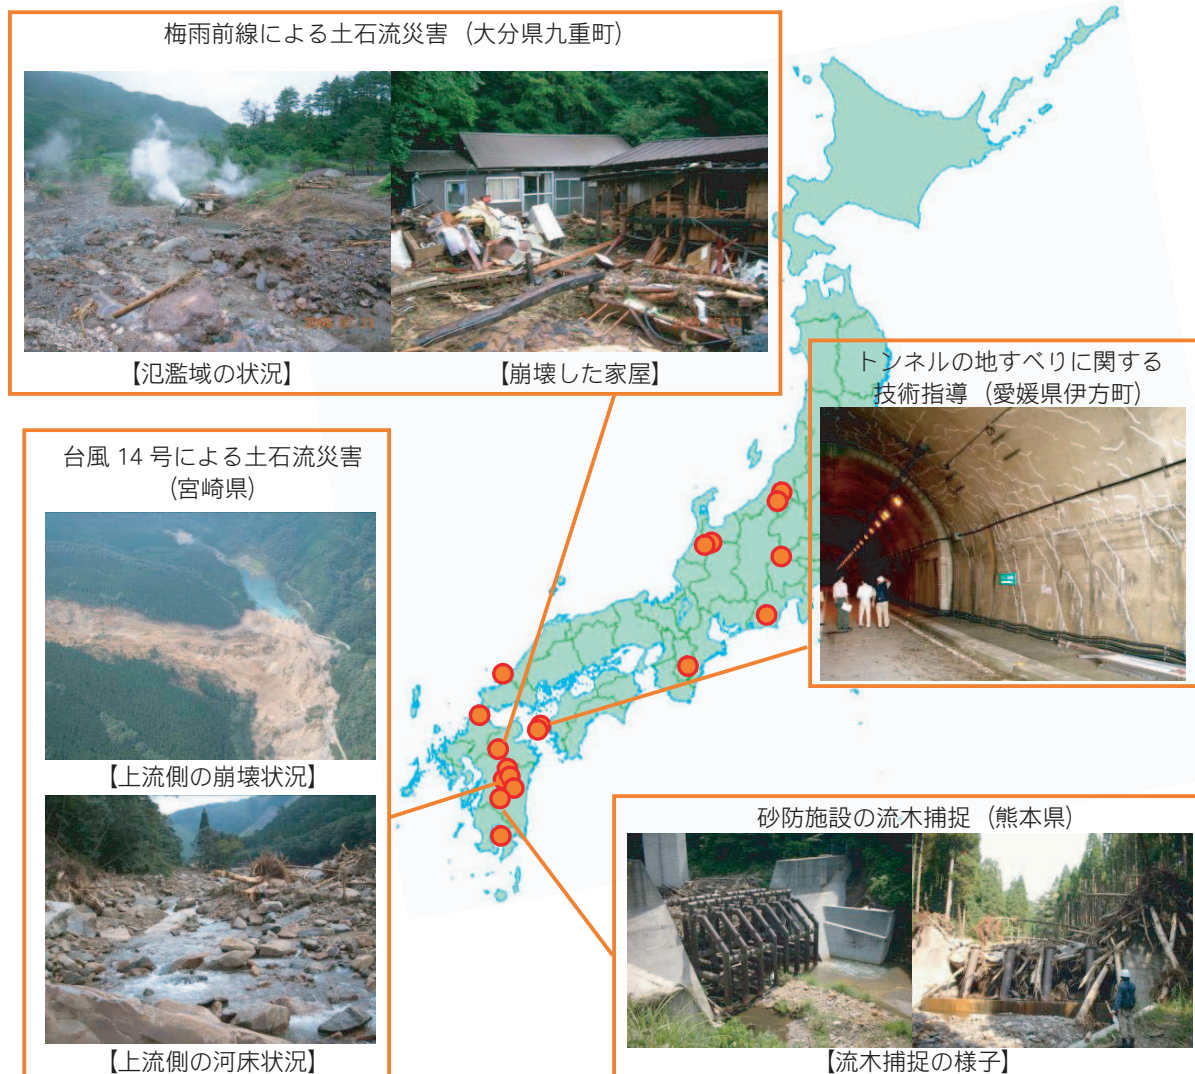 梅雨前線による土石流災害（大分県九重町）
【氾濫域の状況】
【崩壊した家屋】
トンネルの地すべりに関する
技術指導（愛媛県伊方町）
台風 14 号による土石流災害
(宮崎県)
【上流側の崩壊状況】
【上流側の河床状況】
砂防施設の流木捕捉（熊本県）
【流木捕捉の様子】